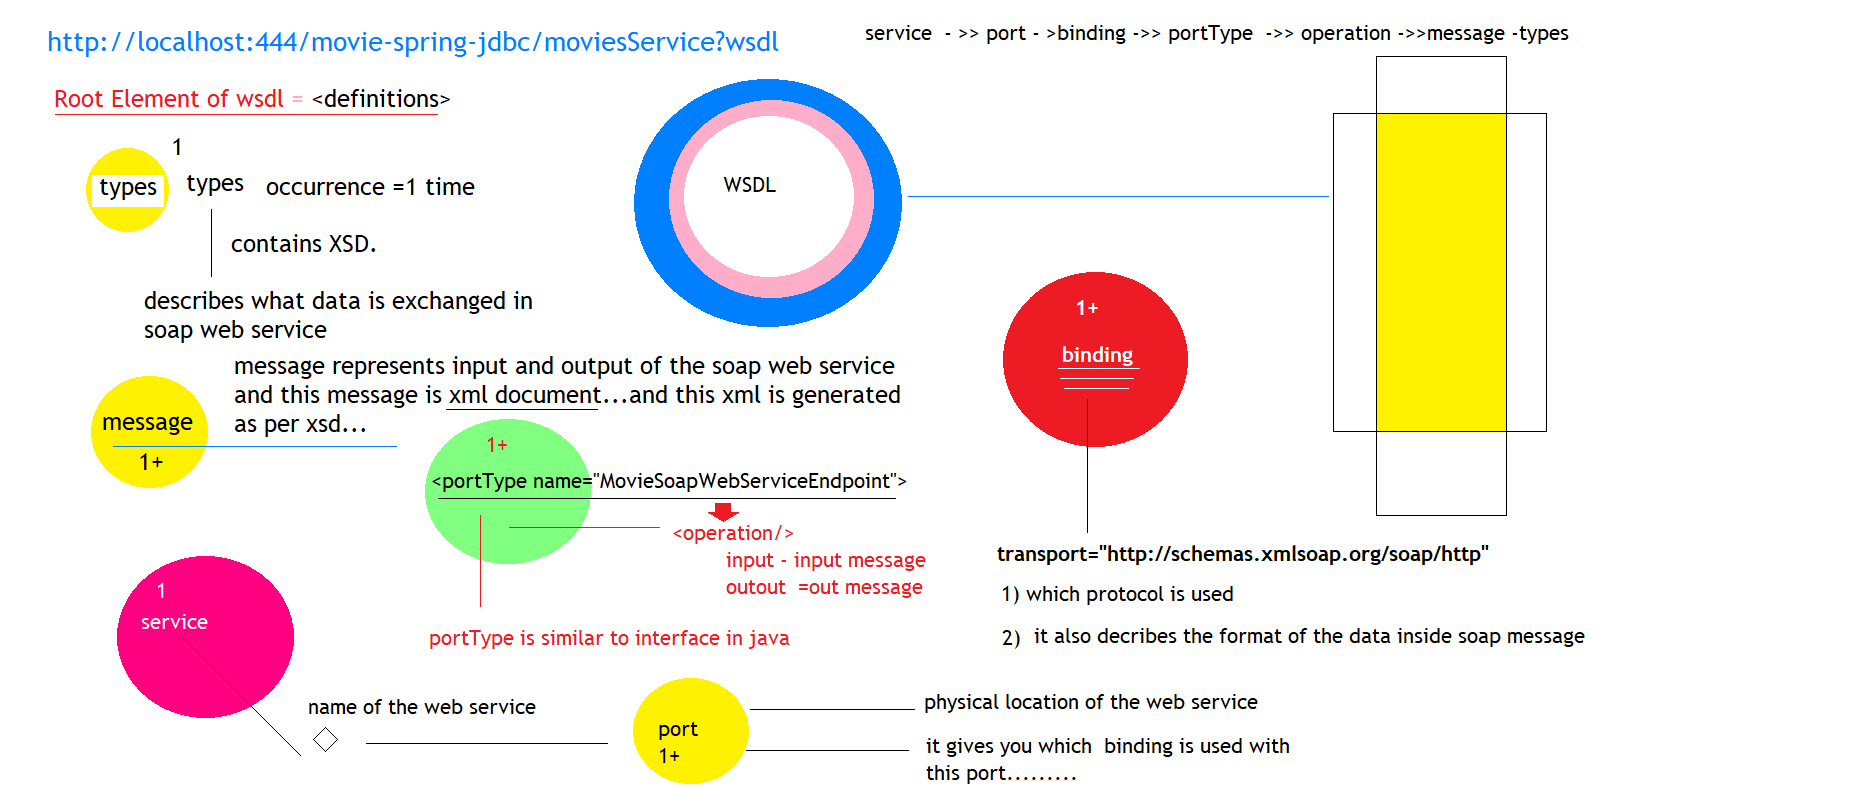 http://localhost:444/movie-spring-jdbc/moviesService?wsdl
service - >> port - >binding ->> portType ->> operation ->>message -types
Root Element of wsdl = <definitions>
1
types
types occurrence =1 time
contains XSD.
describes what data is exchanged in
soap web service
WSDL
message represents input and output of the soap web service
and this message is xml document...and this xml is generated
as per xsd...
message
1+
1+
<portType name="MovieSoapWebServiceEndpoint">
<operation/>
input - input message
outout =out message
portType is similar to interface in java
1+
binding
transport="http://schemas.xmlsoap.org/soap/http"
1) which protocol is used
2) it also decribes the format of the data inside soap message
1
service
name of the web service
port
1+
physical location of the web service
it gives you which binding is used with
this port.........